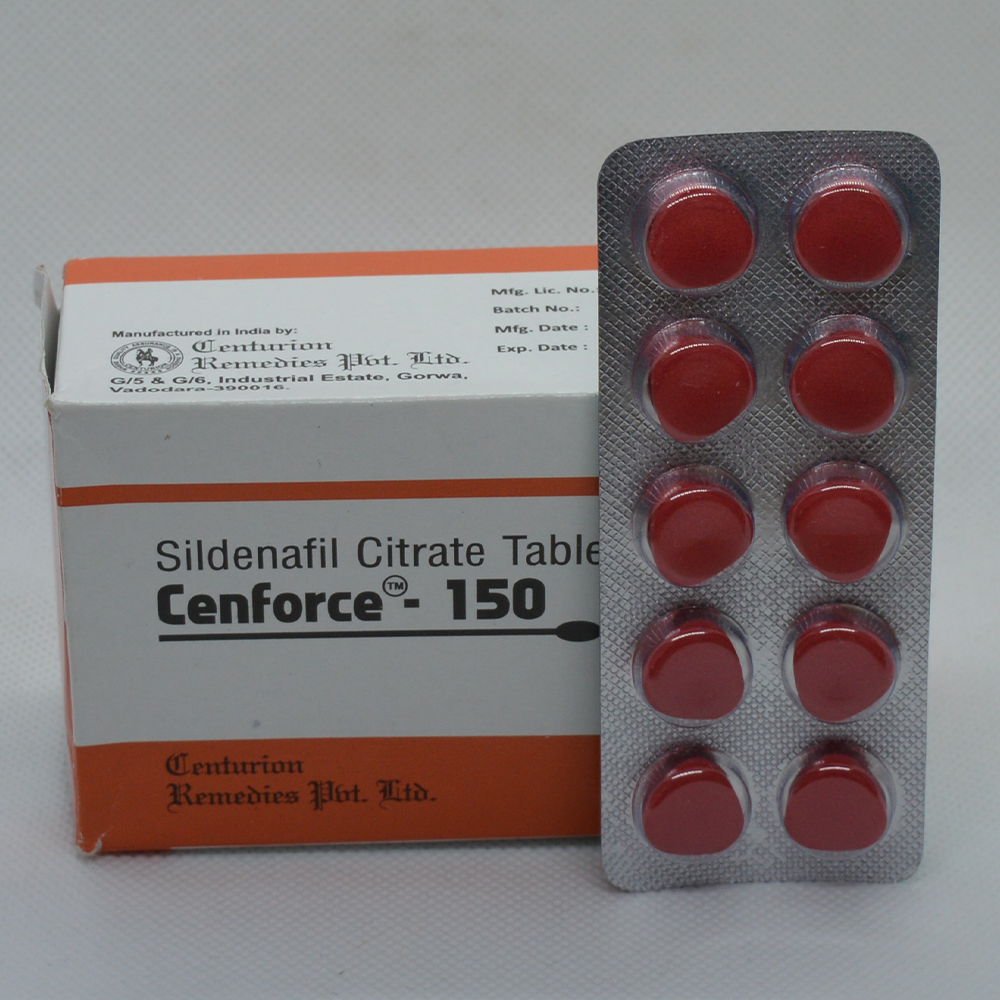 Mfg. Lic. No.:
Batch No.:
Mfg. Date :
Exp. Date :
Manufactured in India by:
Centurion
Remedies Pvt. Ltd.
G/5 & G/6, Industrial Estate, Gorwa,
Vadodara-390016.
Sildenafil Citrate Table
Cenforce™- 150
Centurion
Remedies Pvt. Ltd.